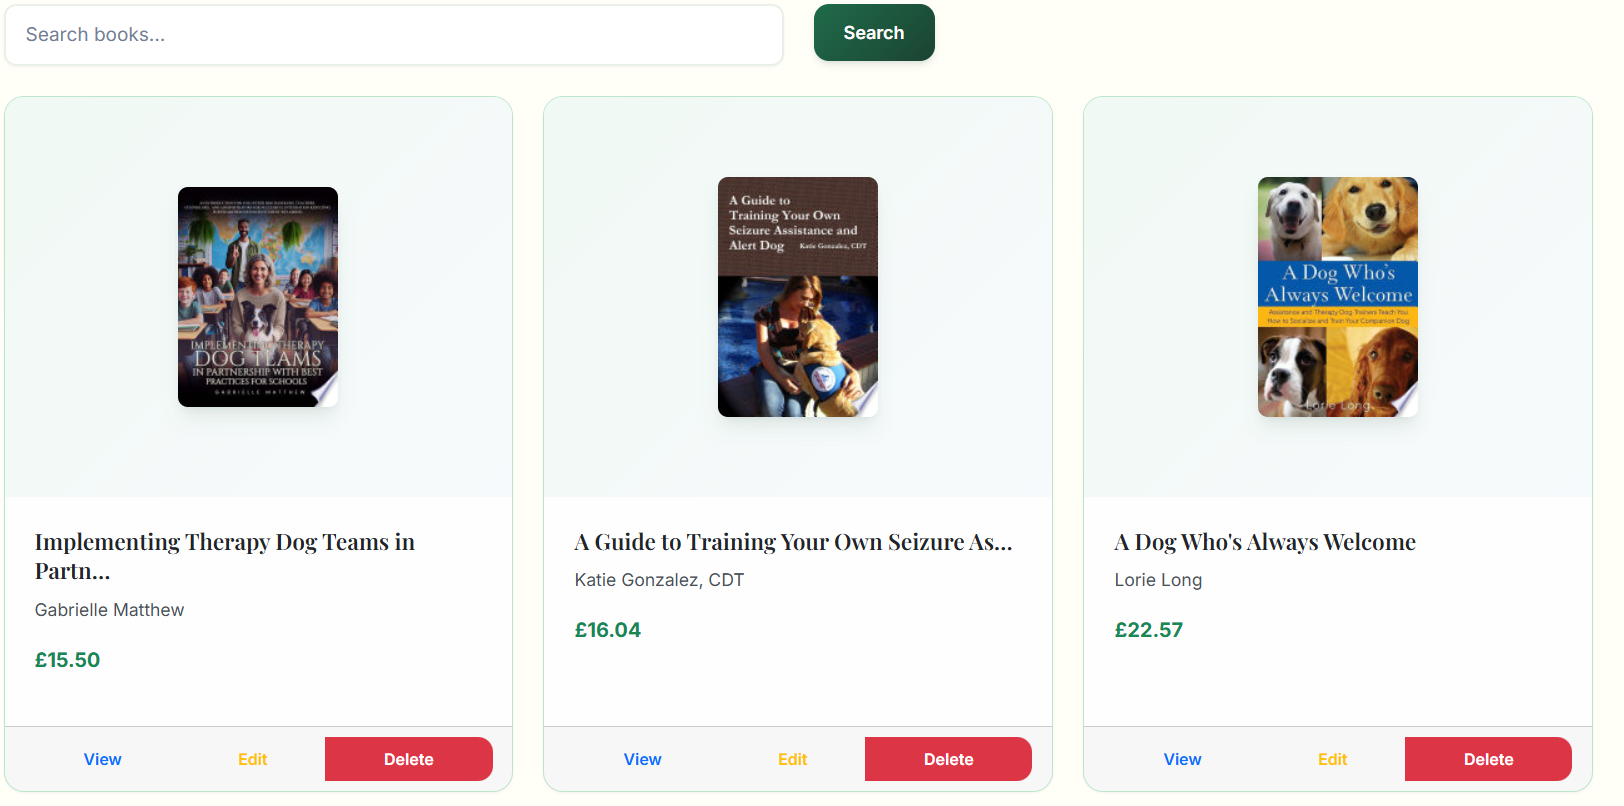 Search books...
Search
IMPLEMENTING THERAPY
DOG TEAMS
IN PARTNERSHIP WITH BEST
PRACTICES FOR SCHOOLS
GABRIELLE MATTHEW
Implementing Therapy Dog Teams in
Partn...
Gabrielle Matthew
£15.50
View Edit Delete
A Guide to
Training Your Own
Seizure Assistance and
Alert Dog Katie Gonzalez, CDT
A Guide to Training Your Own Seizure As...
Katie Gonzalez, CDT
£16.04
View Edit Delete
A Dog Who's
Always Welcome
Assistance and Therapy Dog Trainers Teach You
How to Socialize and Train Your Companion Dog
Lorie Long
A Dog Who's Always Welcome
Lorie Long
£22.57
View Edit Delete